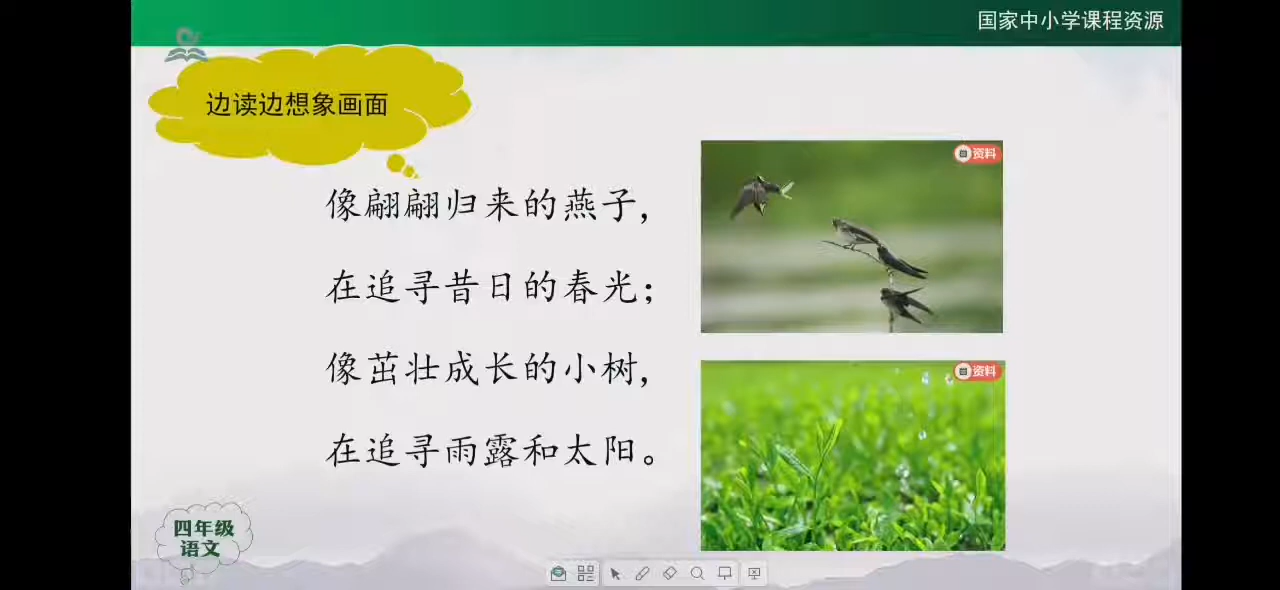 国家中小学课程资源
边读边想象画面
像翩翩归来的燕子，
在追寻昔日的春光；
像茁壮成长的小树，
在追寻雨露和太阳。
资料
资料
四年级
语文